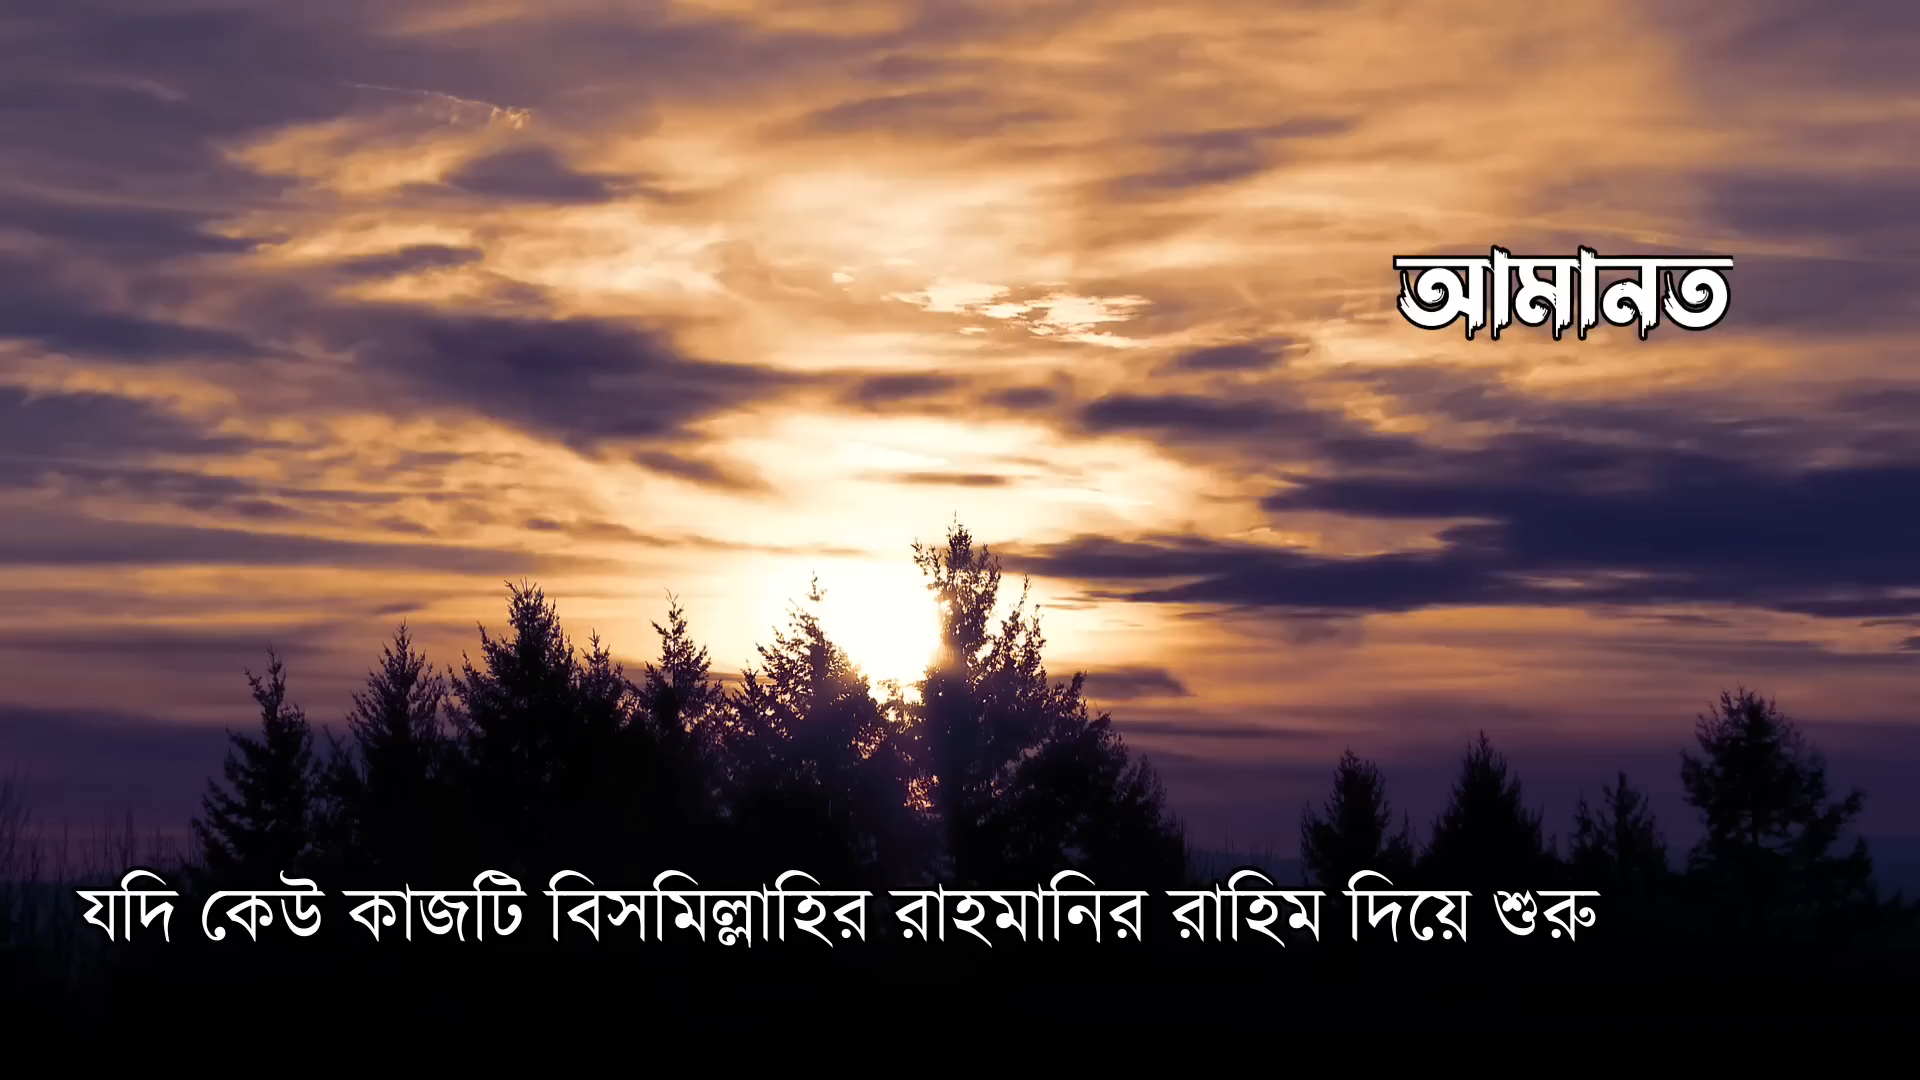 আমানত
যদি কেউ কাজটি বিসমিল্লাহির রাহমানির রাহিম দিয়ে শুরু